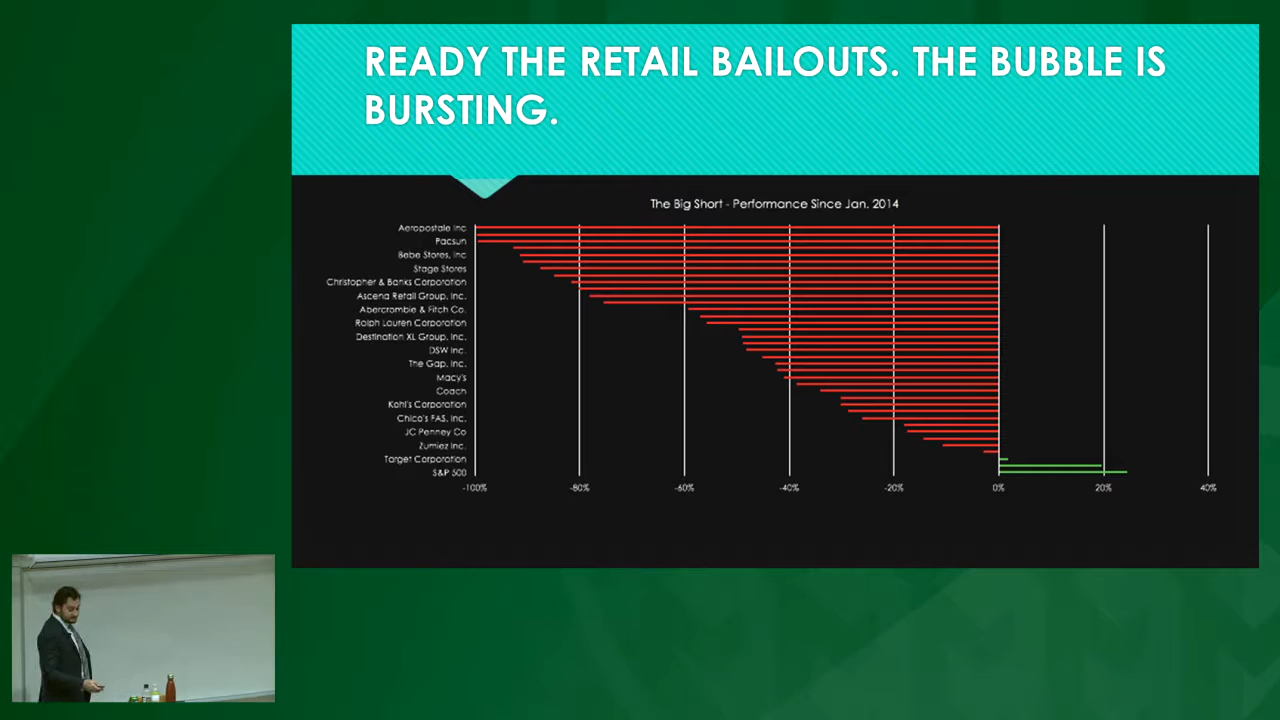 READY THE RETAIL BAILOUTS. THE BUBBLE IS
BURSTING.
The Big Short - Performance Since Jan. 2014
Aeropostale Inc
Pacsun
Bebe Stores, Inc
Stage Stores
Christopher & Banks Corporation
Ascena Retail Group, Inc.
Abercrombie & Fitch Co.
Ralph Lauren Corporation
Destination XL Group, Inc.
DSW Inc.
The Gap, Inc.
Macy's
Coach
Kohl's Corporation
Chico's FAS, Inc.
JC Penney Co
Zumiez Inc.
Target Corporation
S&P 500
-100% -80% -60% -40% -20% 0% 20% 40%